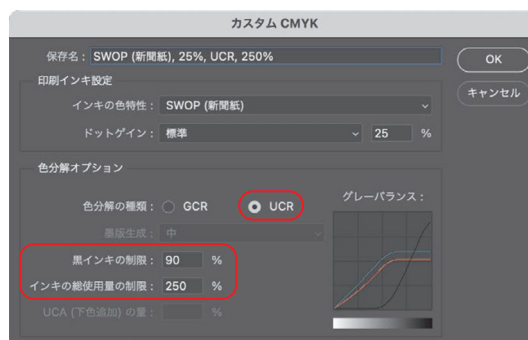 カスタム CMYK
保存名： SWOP (新聞紙), 25%, UCR, 250%
OK
印刷インキ設定
キャンセル
インキの色特性： SWOP (新聞紙)
ドットゲイン： 標準 25 %
色分解オプション
色分解の種類： GCR UCR
グレーバランス：
墨版生成： 中
黒インキの制限： 90 %
インキの総使用量の制限： 250 %
UCA (下色追加) の量： %